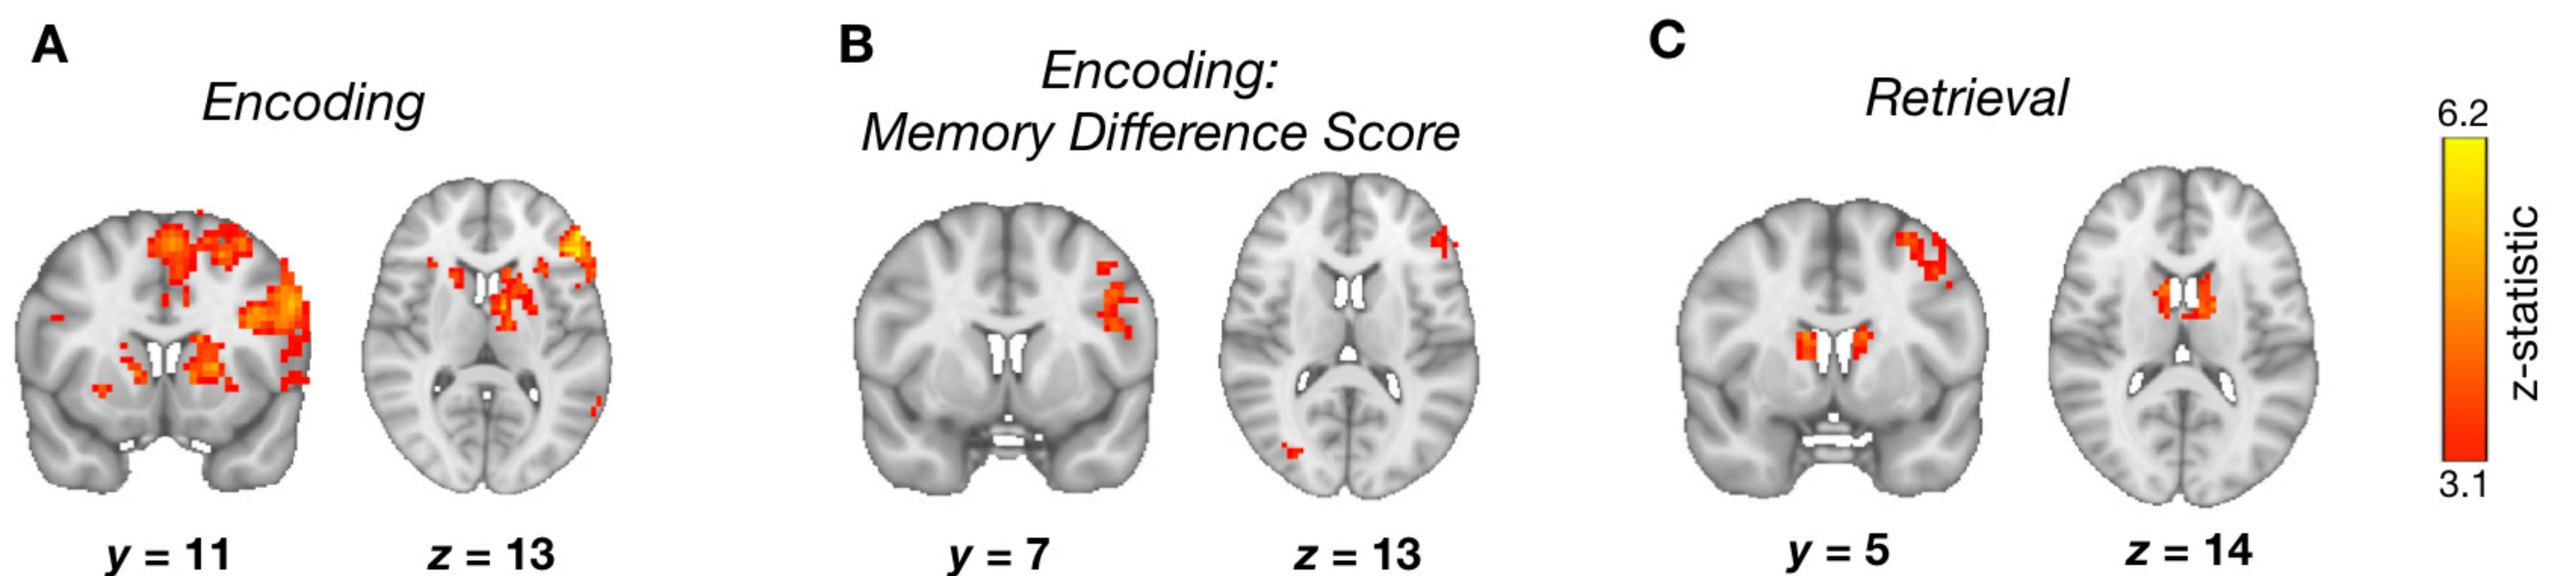 A
Encoding
y = 11
z = 13
B
Encoding:
Memory Difference Score
y = 7
z = 13
C
Retrieval
y = 5
z = 14
6.2
z-statistic
3.1